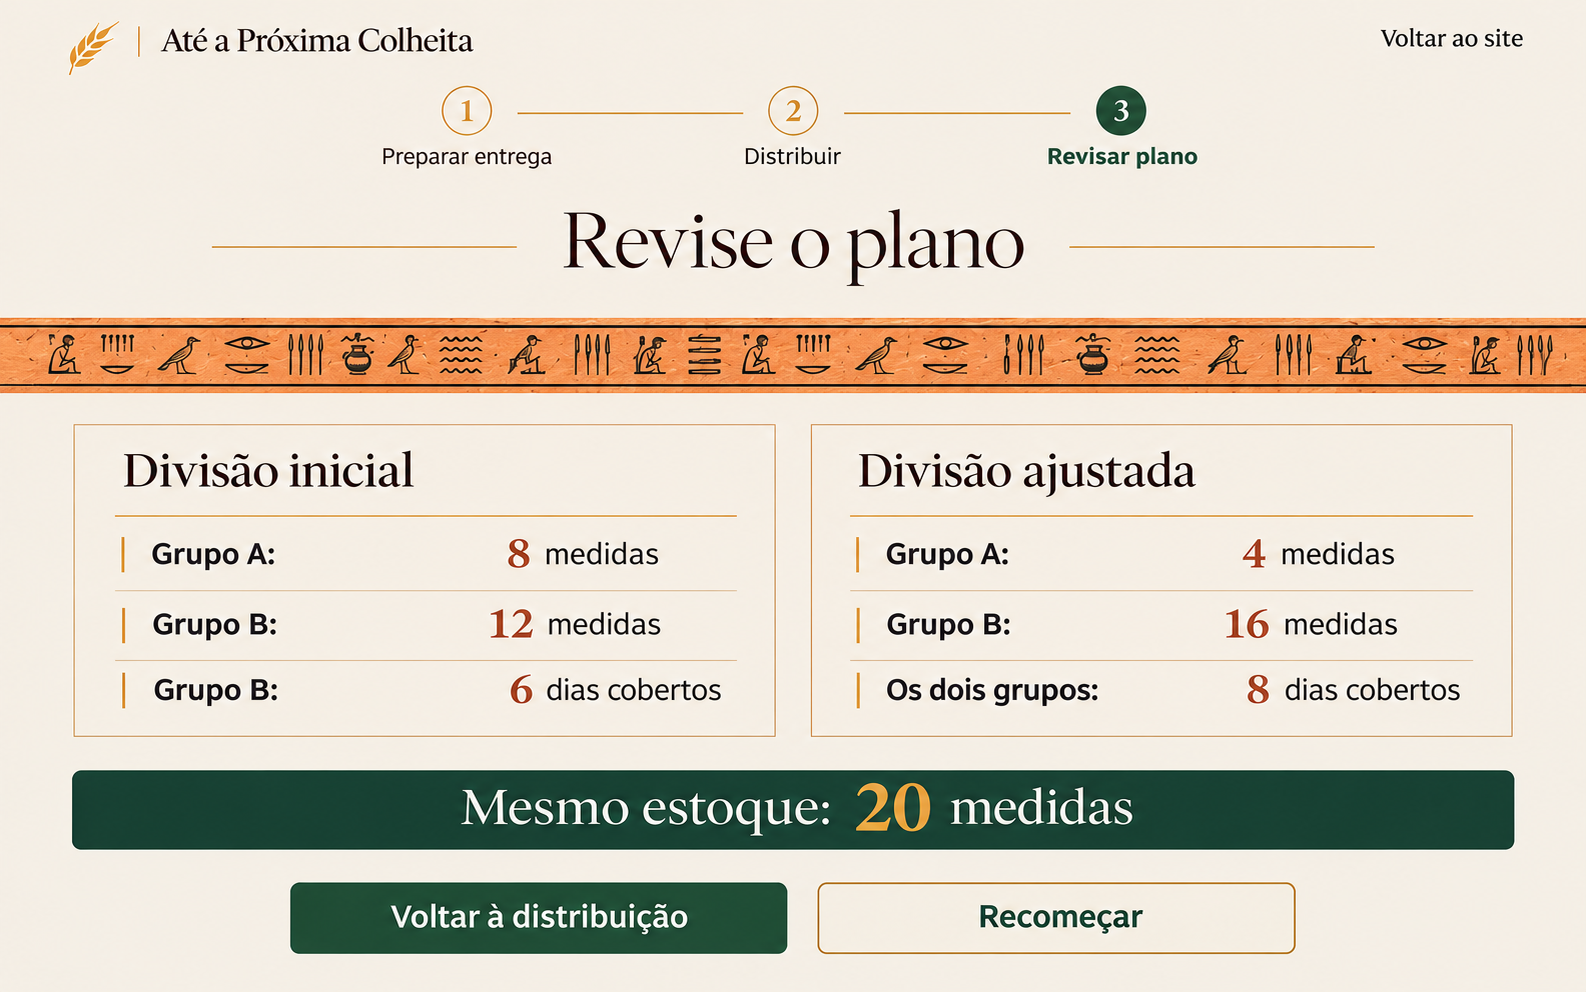 Até a Próxima Colheita
Voltar ao site
1
2
3
Preparar entrega
Distribuir
Revisar plano
Revise o plano
Divisão inicial
Grupo A: 8 medidas
Grupo B: 12 medidas
Grupo B: 6 dias cobertos
Divisão ajustada
Grupo A: 4 medidas
Grupo B: 16 medidas
Os dois grupos: 8 dias cobertos
Mesmo estoque: 20 medidas
Voltar à distribuição
Recomeçar